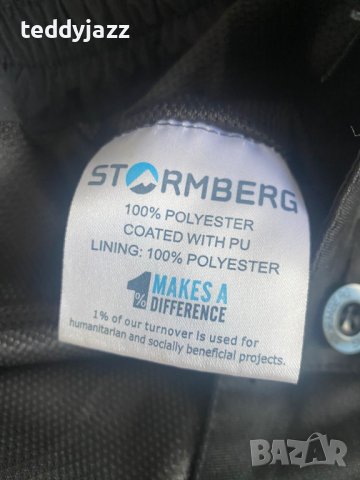 teddyjazz
STORMBERG
100% POLYESTER
COATED WITH PU
LINING: 100% POLYESTER
1% MAKES A
DIFFERENCE
1% of our turnover is used for
humanitarian and socially beneficial projects.
BAZAR